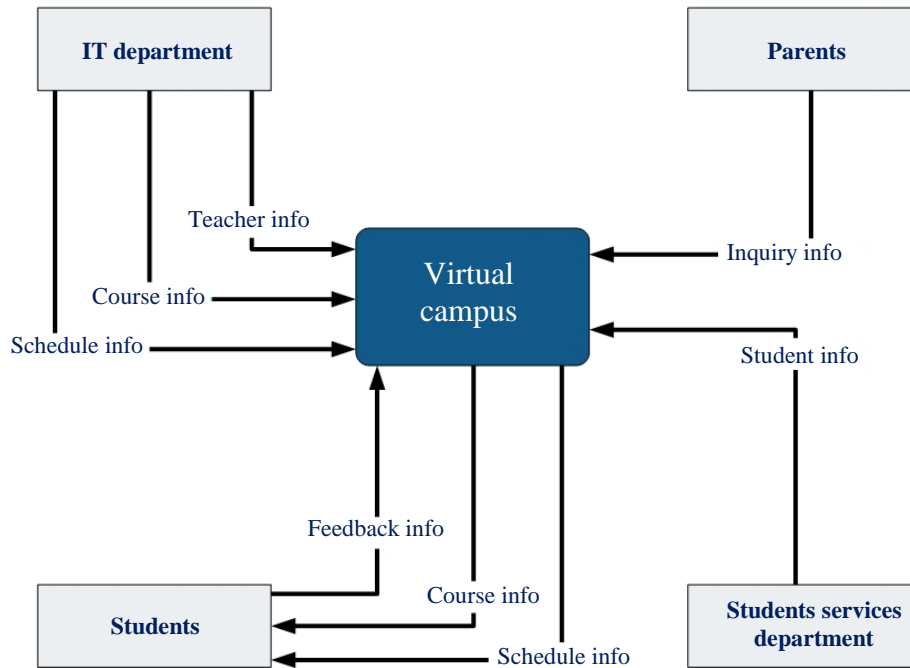 IT department
Parents
Teacher info
Virtual
campus
Inquiry info
Course info
Schedule info
Student info
Feedback info
Course info
Students
Students services
department
Schedule info